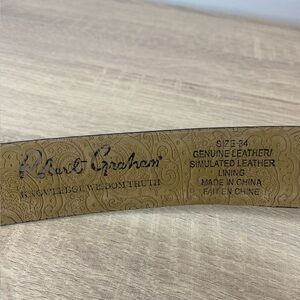 Robert Graham
KNOWLEDGE WISDOM TRUTH
SIZE 34
GENUINE LEATHER/
SIMULATED LEATHER
LINING
MADE IN CHINA
FAIT EN CHINE